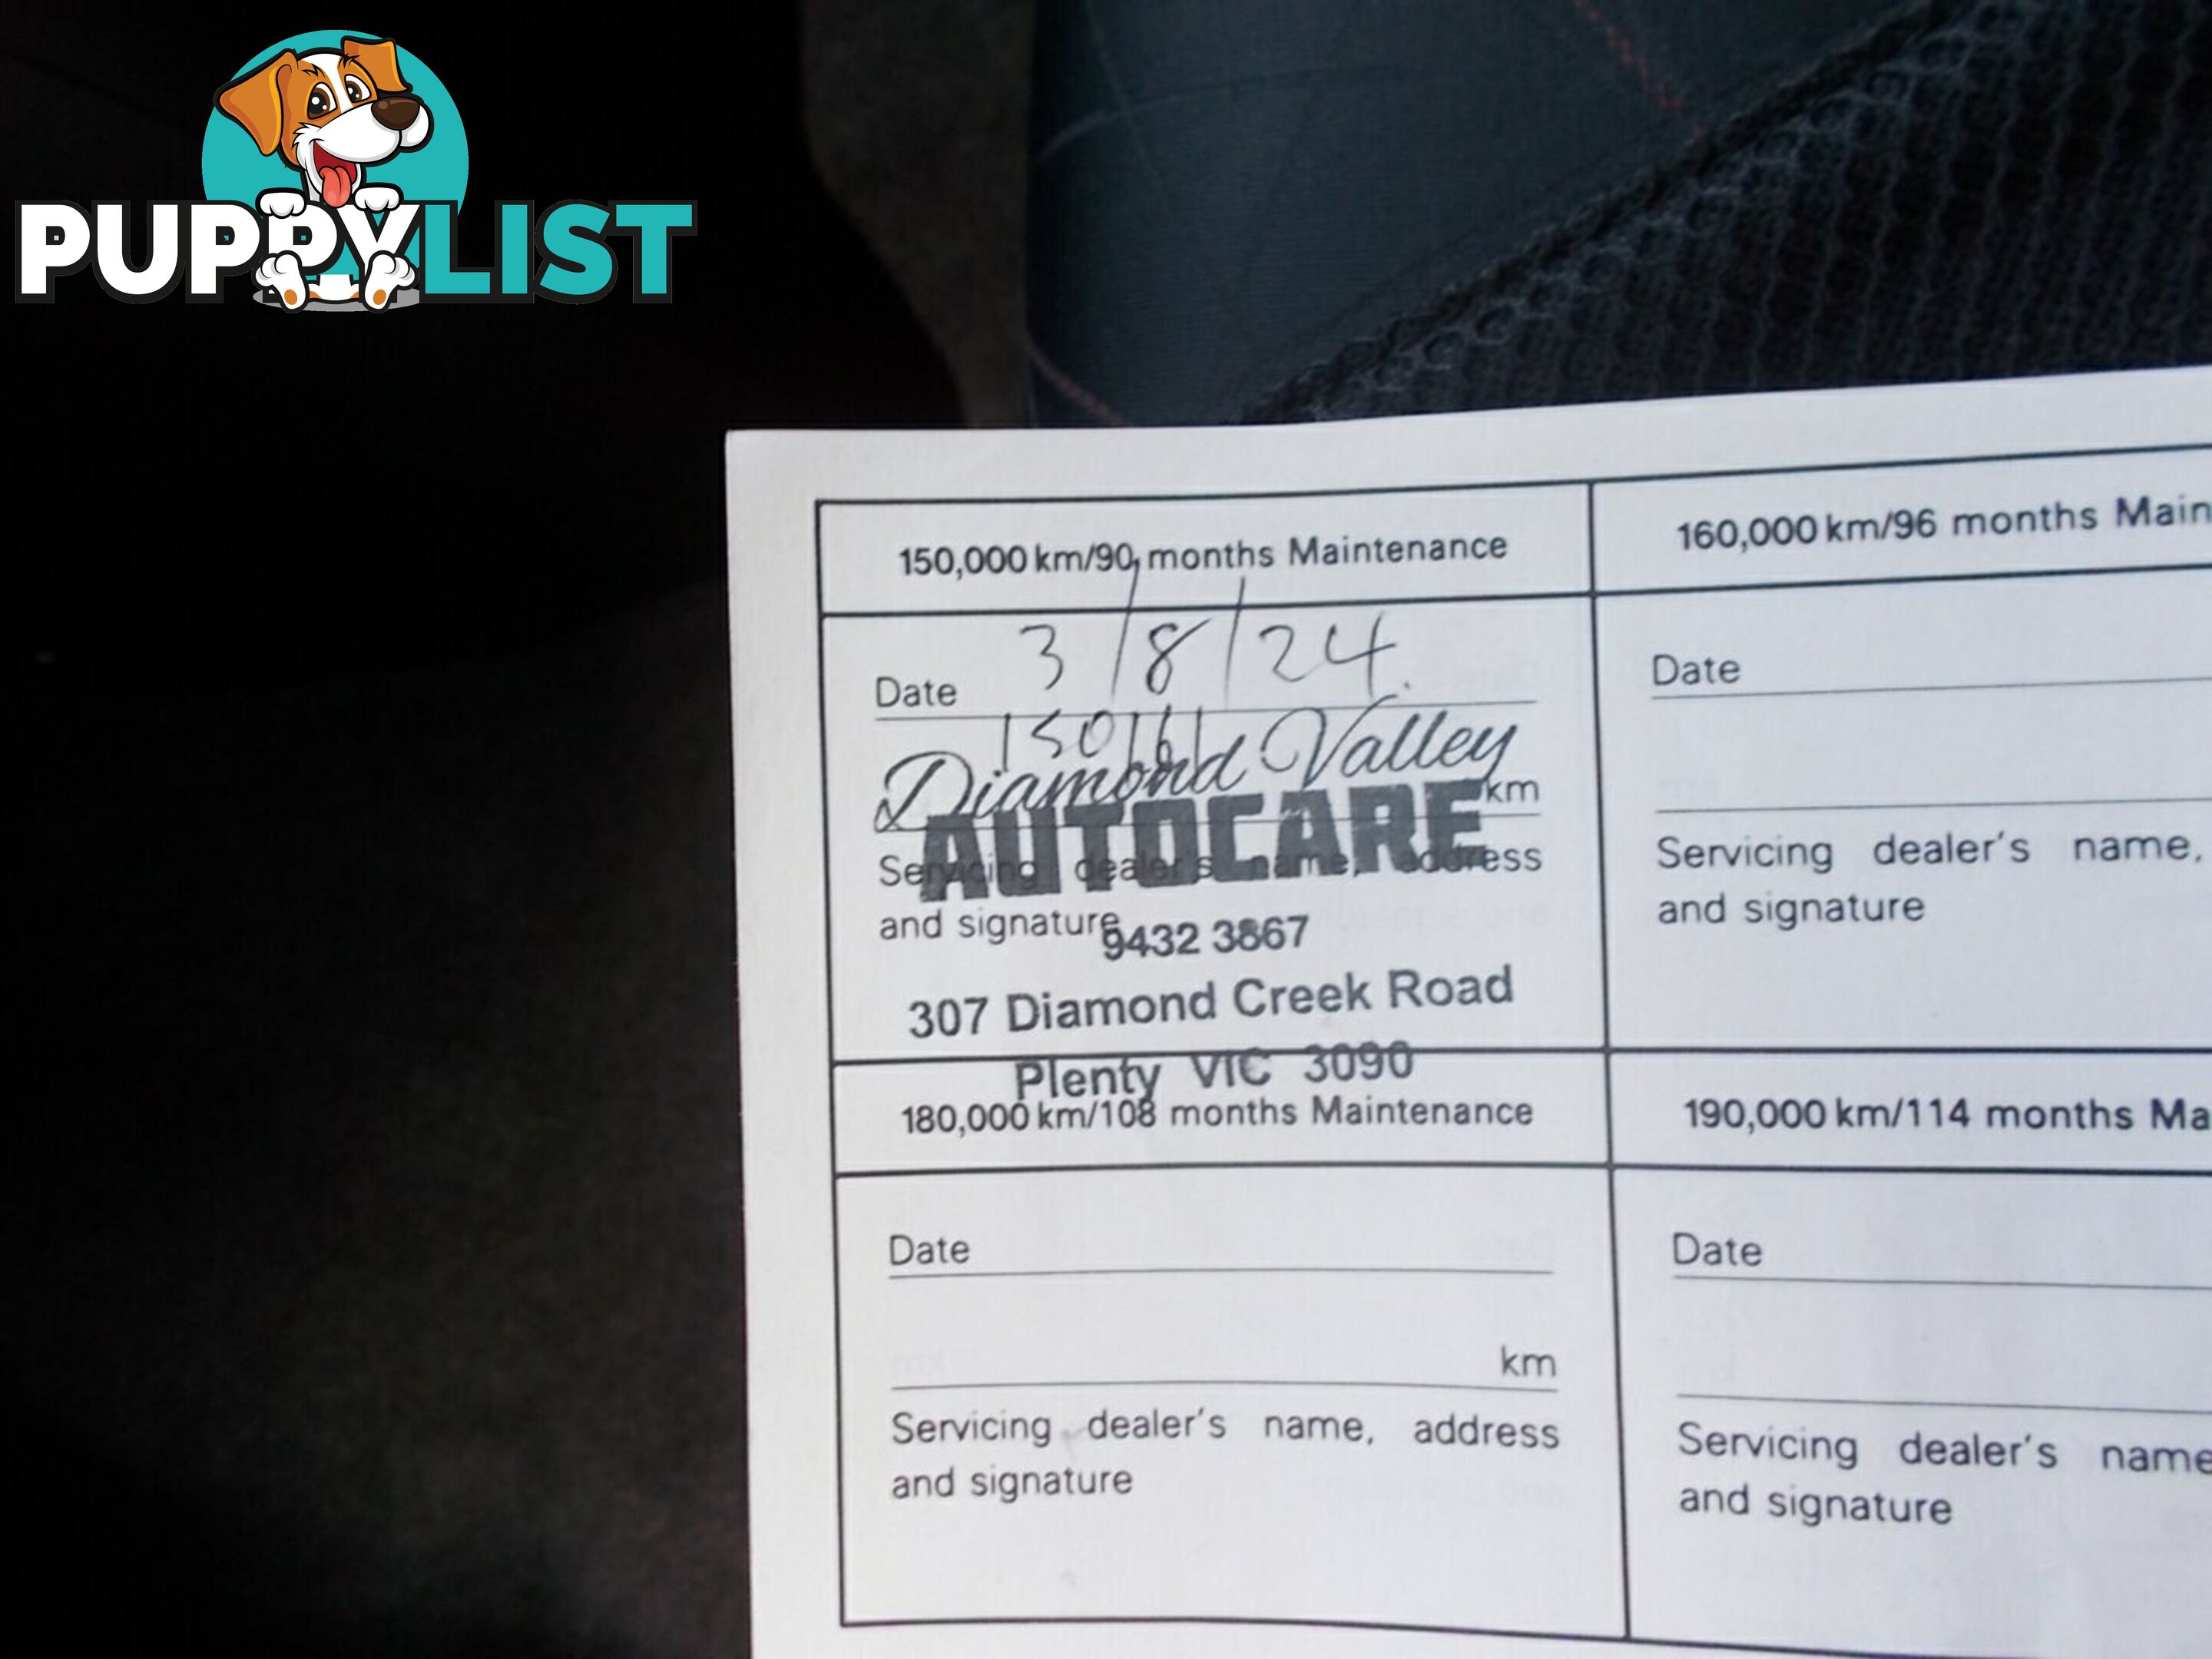 PUPPYLIST
150,000 km/90 months Maintenance
3/8/24.
Date
150161
Diamond Valley
km
AUTOCARE
Servicing dealer's name, address
and signature
9432 3867
307 Diamond Creek Road
Plenty VIC 3090
160,000 km/96 months Main
Date
Servicing dealer's name,
and signature
180,000 km/108 months Maintenance
Date
km
Servicing dealer's name, address
and signature
190,000 km/114 months Ma
Date
Servicing dealer's name
and signature